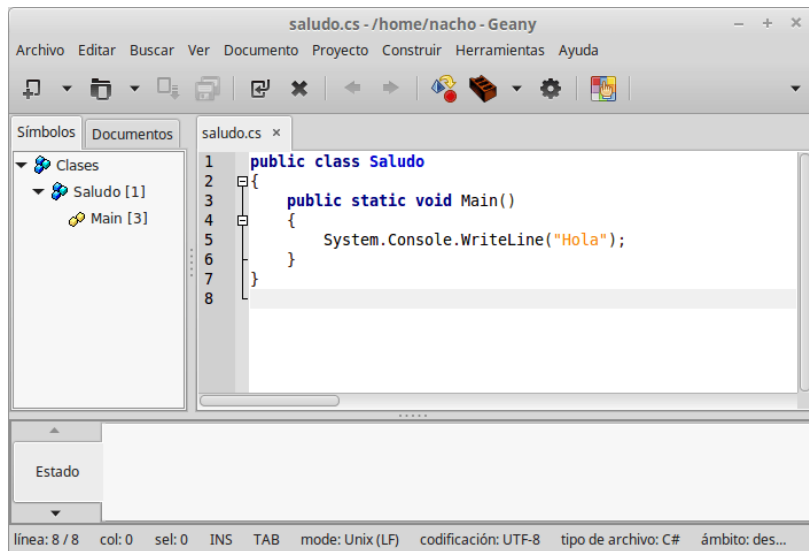 saludo.cs - /home/nacho - Geany
Archivo Editar Buscar Ver Documento Proyecto Construir Herramientas Ayuda
Símbolos Documentos
Clases
Saludo [1]
Main [3]
saludo.cs ×
1 public class Saludo
2 {
3 public static void Main()
4 {
5 System.Console.WriteLine("Hola");
6 }
7 }
8
Estado
línea: 8 / 8 col: 0 sel: 0 INS TAB mode: Unix (LF) codificación: UTF-8 tipo de archivo: C# ámbito: des...